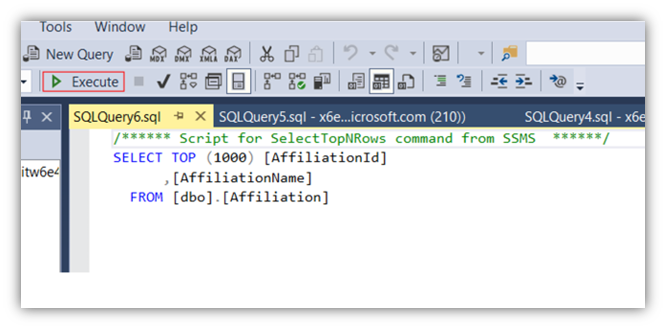 Tools Window Help
New Query MDX DMX XMLA DAX
Execute
SQLQuery6.sql SQLQuery5.sql - x6e...icrosoft.com (210)) SQLQuery4.sql - x6e
itw6e4
/****** Script for SelectTopNRows command from SSMS ******/
SELECT TOP (1000) [AffiliationId]
,[AffiliationName]
FROM [dbo].[Affiliation]